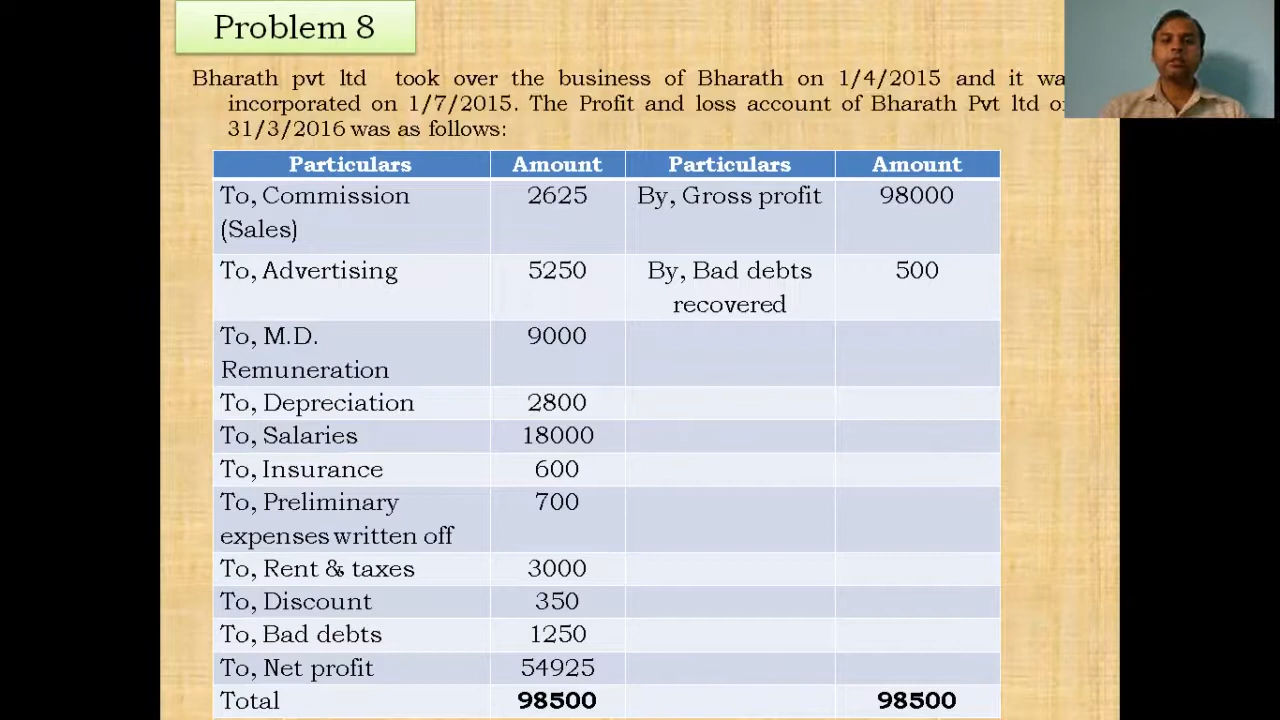 Problem 8
Bharath pvt ltd took over the business of Bharath on 1/4/2015 and it
incorporated on 1/7/2015. The Profit and loss account of Bharath Pvt ltd
31/3/2016 was as follows:
Particulars Amount Particulars Amount
To, Commission 2625 By, Gross profit 98000
(Sales)
To, Advertising 5250 By, Bad debts 500
recovered
To, M.D. 9000
Remuneration
To, Depreciation 2800
To, Salaries 18000
To, Insurance 600
To, Preliminary 700
expenses written off
To, Rent & taxes 3000
To, Discount 350
To, Bad debts 1250
To, Net profit 54925
Total 98500 98500